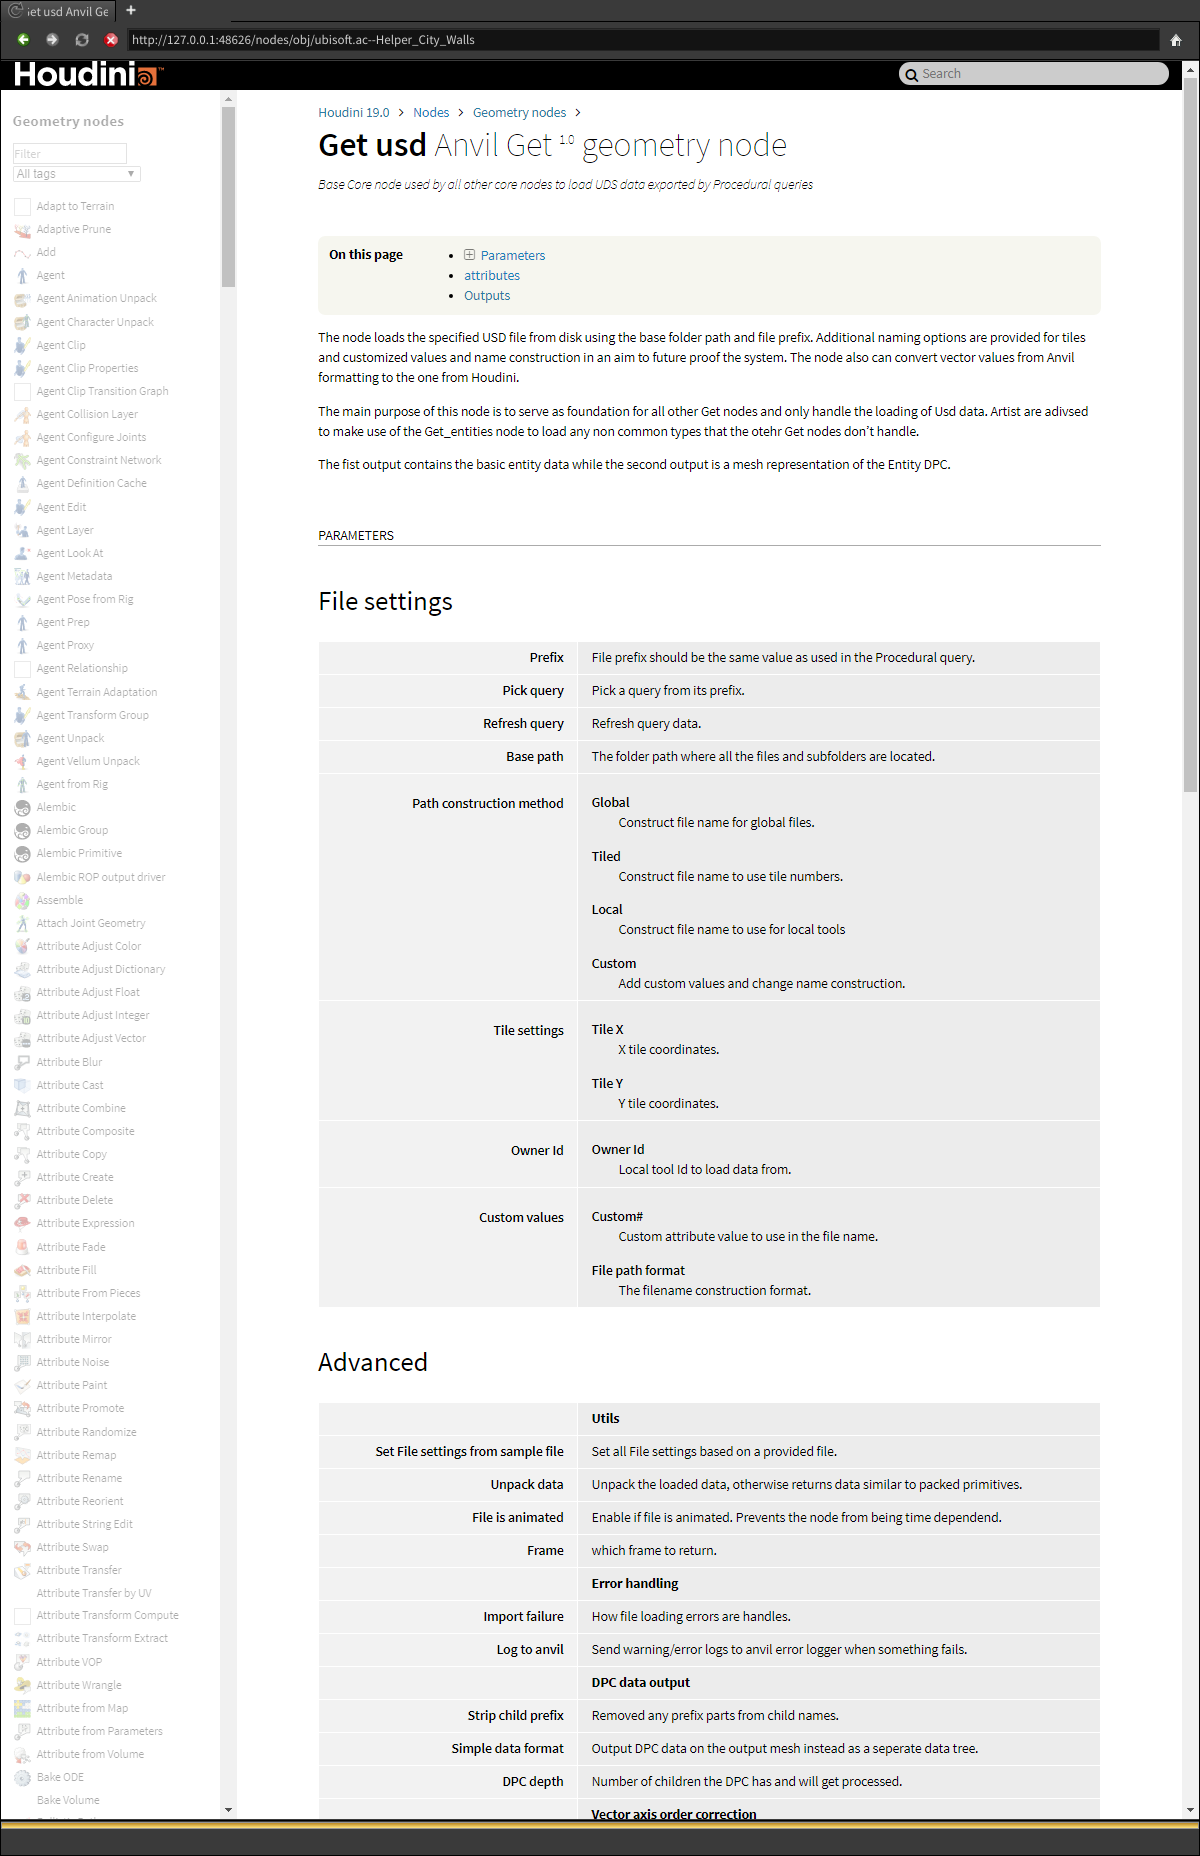 Get usd Anvil Ge
+
http://127.0.0.1:48626/nodes/obj/ubisoft.ac--Helper_City_Walls
Houdini™
Search
Geometry nodes
Filter
All tags
Adapt to Terrain
Adaptive Prune
Add
Agent
Agent Animation Unpack
Agent Character Unpack
Agent Clip
Agent Clip Properties
Agent Clip Transition Graph
Agent Collision Layer
Agent Configure Joints
Agent Constraint Network
Agent Definition Cache
Agent Edit
Agent Layer
Agent Look At
Agent Metadata
Agent Pose from Rig
Agent Prep
Agent Proxy
Agent Relationship
Agent Terrain Adaptation
Agent Transform Group
Agent Unpack
Agent Vellum Unpack
Agent from Rig
Alembic
Alembic Group
Alembic Primitive
Alembic ROP output driver
Assemble
Attach Joint Geometry
Attribute Adjust Color
Attribute Adjust Dictionary
Attribute Adjust Float
Attribute Adjust Integer
Attribute Adjust Vector
Attribute Blur
Attribute Cast
Attribute Combine
Attribute Composite
Attribute Copy
Attribute Create
Attribute Delete
Attribute Expression
Attribute Fade
Attribute Fill
Attribute From Pieces
Attribute Interpolate
Attribute Mirror
Attribute Noise
Attribute Paint
Attribute Promote
Attribute Randomize
Attribute Remap
Attribute Rename
Attribute Reorient
Attribute String Edit
Attribute Swap
Attribute Transfer
Attribute Transfer by UV
Attribute Transform Compute
Attribute Transform Extract
Attribute VOP
Attribute Wrangle
Attribute from Map
Attribute from Parameters
Attribute from Volume
Bake ODE
Bake Volume
Houdini 19.0 > Nodes > Geometry nodes >
Get usd Anvil Get 1.0 geometry node
Base Core node used by all other core nodes to load UDS data exported by Procedural queries
On this page
• Parameters
• attributes
• Outputs
The node loads the specified USD file from disk using the base folder path and file prefix. Additional naming options are provided for tiles
and customized values and name construction in an aim to future proof the system. The node also can convert vector values from Anvil
formatting to the one from Houdini.
The main purpose of this node is to serve as foundation for all other Get nodes and only handle the loading of Usd data. Artist are adivsed
to make use of the Get_entities node to load any non common types that the otehr Get nodes don’t handle.
The fist output contains the basic entity data while the second output is a mesh representation of the Entity DPC.
PARAMETERS
File settings
Prefix File prefix should be the same value as used in the Procedural query.
Pick query Pick a query from its prefix.
Refresh query Refresh query data.
Base path The folder path where all the files and subfolders are located.
Path construction method Global
Construct file name for global files.
Tiled
Construct file name to use tile numbers.
Local
Construct file name to use for local tools
Custom
Add custom values and change name construction.
Tile settings Tile X
X tile coordinates.
Tile Y
Y tile coordinates.
Owner Id Owner Id
Local tool Id to load data from.
Custom values Custom#
Custom attribute value to use in the file name.
File path format
The filename construction format.
Advanced
Utils
Set File settings from sample file Set all File settings based on a provided file.
Unpack data Unpack the loaded data, otherwise returns data similar to packed primitives.
File is animated Enable if file is animated. Prevents the node from being time dependend.
Frame which frame to return.
Error handling
Import failure How file loading errors are handles.
Log to anvil Send warning/error logs to anvil error logger when something fails.
DPC data output
Strip child prefix Removed any prefix parts from child names.
Simple data format Output DPC data on the output mesh instead as a seperate data tree.
DPC depth Number of children the DPC has and will get processed.
Vector axis order correction